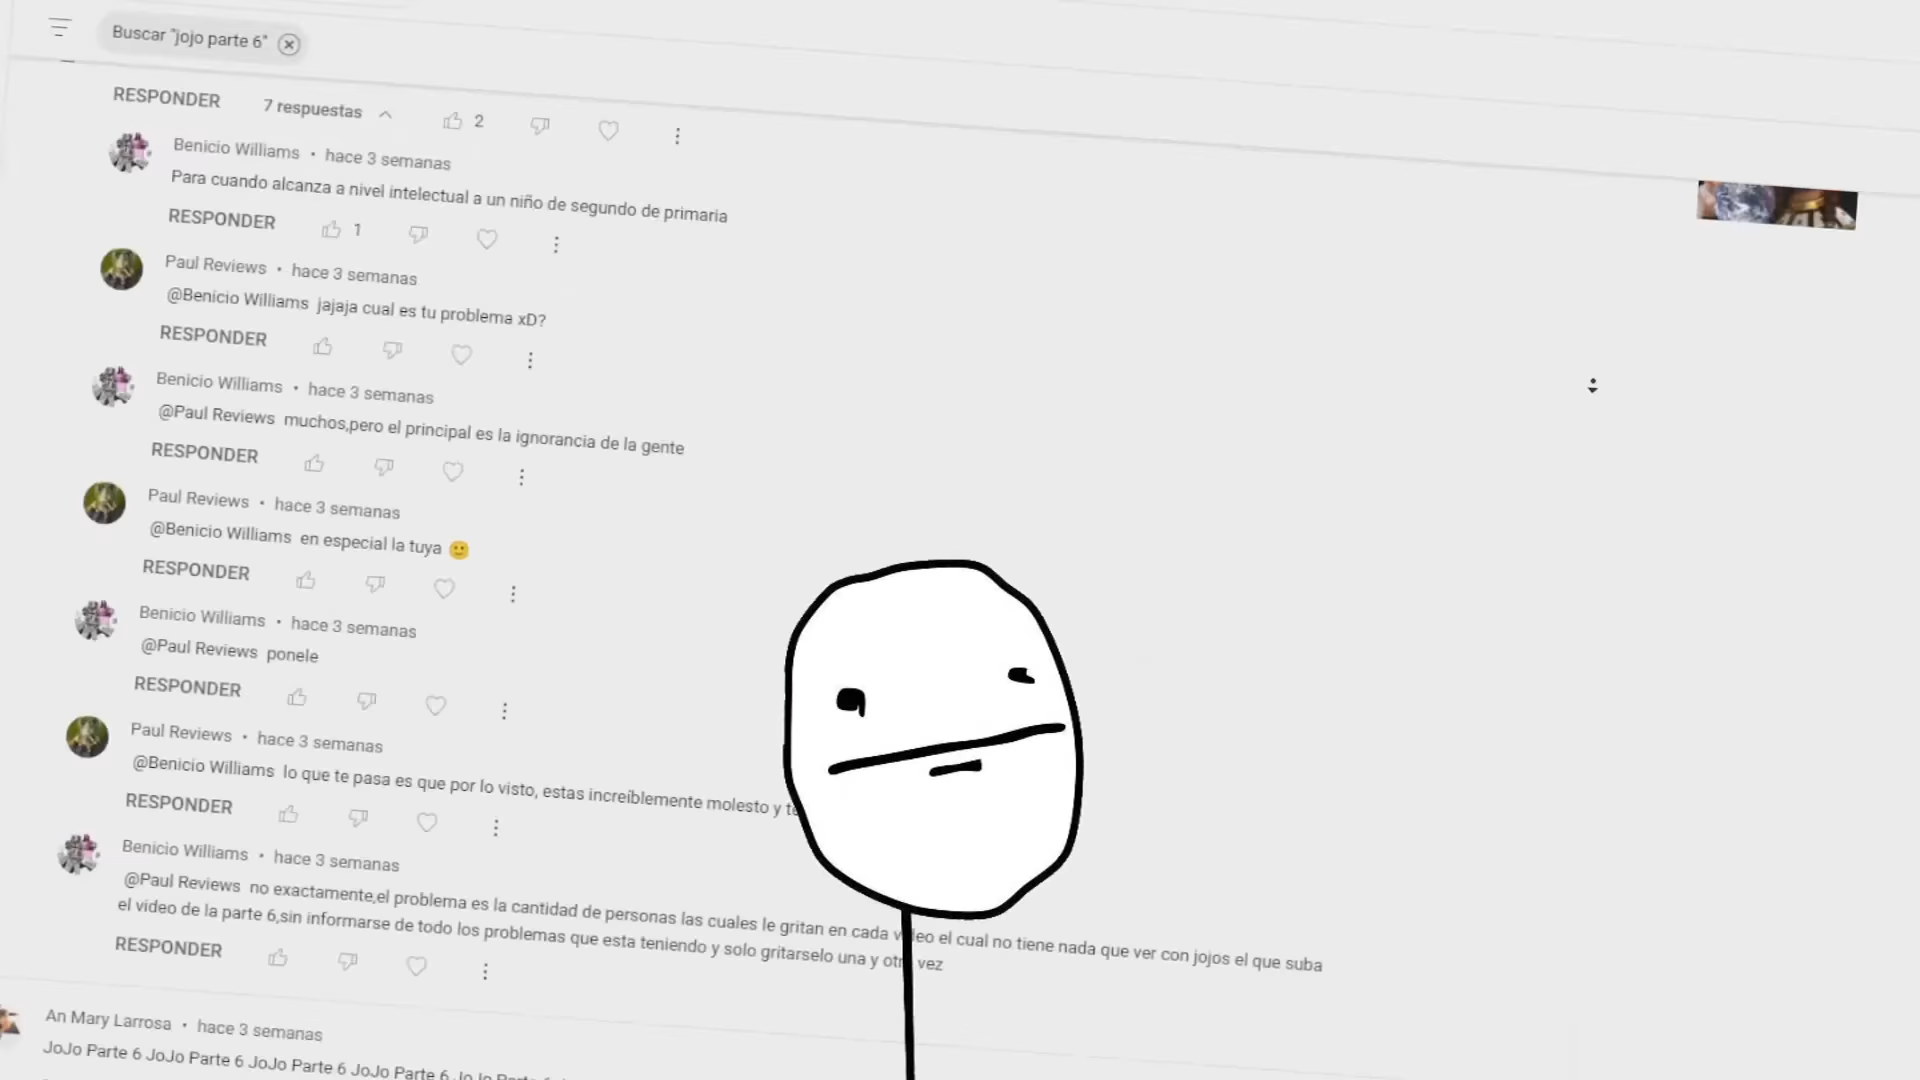 Buscar "jojo parte 6"
RESPONDER 7 respuestas 2
Benicio Williams • hace 3 semanas
Para cuando alcanza a nivel intelectual a un niño de segundo de primaria
RESPONDER 1
Paul Reviews • hace 3 semanas
@Benicio Williams jajaja cual es tu problema xD?
RESPONDER
Benicio Williams • hace 3 semanas
@Paul Reviews muchos,pero el principal es la ignorancia de la gente
RESPONDER
Paul Reviews • hace 3 semanas
@Benicio Williams en especial la tuya 🙂
RESPONDER
Benicio Williams • hace 3 semanas
@Paul Reviews ponele
RESPONDER
Paul Reviews • hace 3 semanas
@Benicio Williams lo que te pasa es que por lo visto, estas increíblemente molesto y
RESPONDER
Benicio Williams • hace 3 semanas
@Paul Reviews no exactamente,el problema es la cantidad de personas las cuales le gritan en cada video el cual no tiene nada que ver con jojos el que suba
el video de la parte 6,sin informarse de todo los problemas que esta teniendo y solo gritarselo una y otra vez
RESPONDER
An Mary Larrosa • hace 3 semanas
JoJo Parte 6 JoJo Parte 6 JoJo Parte 6 JoJo Parte 6